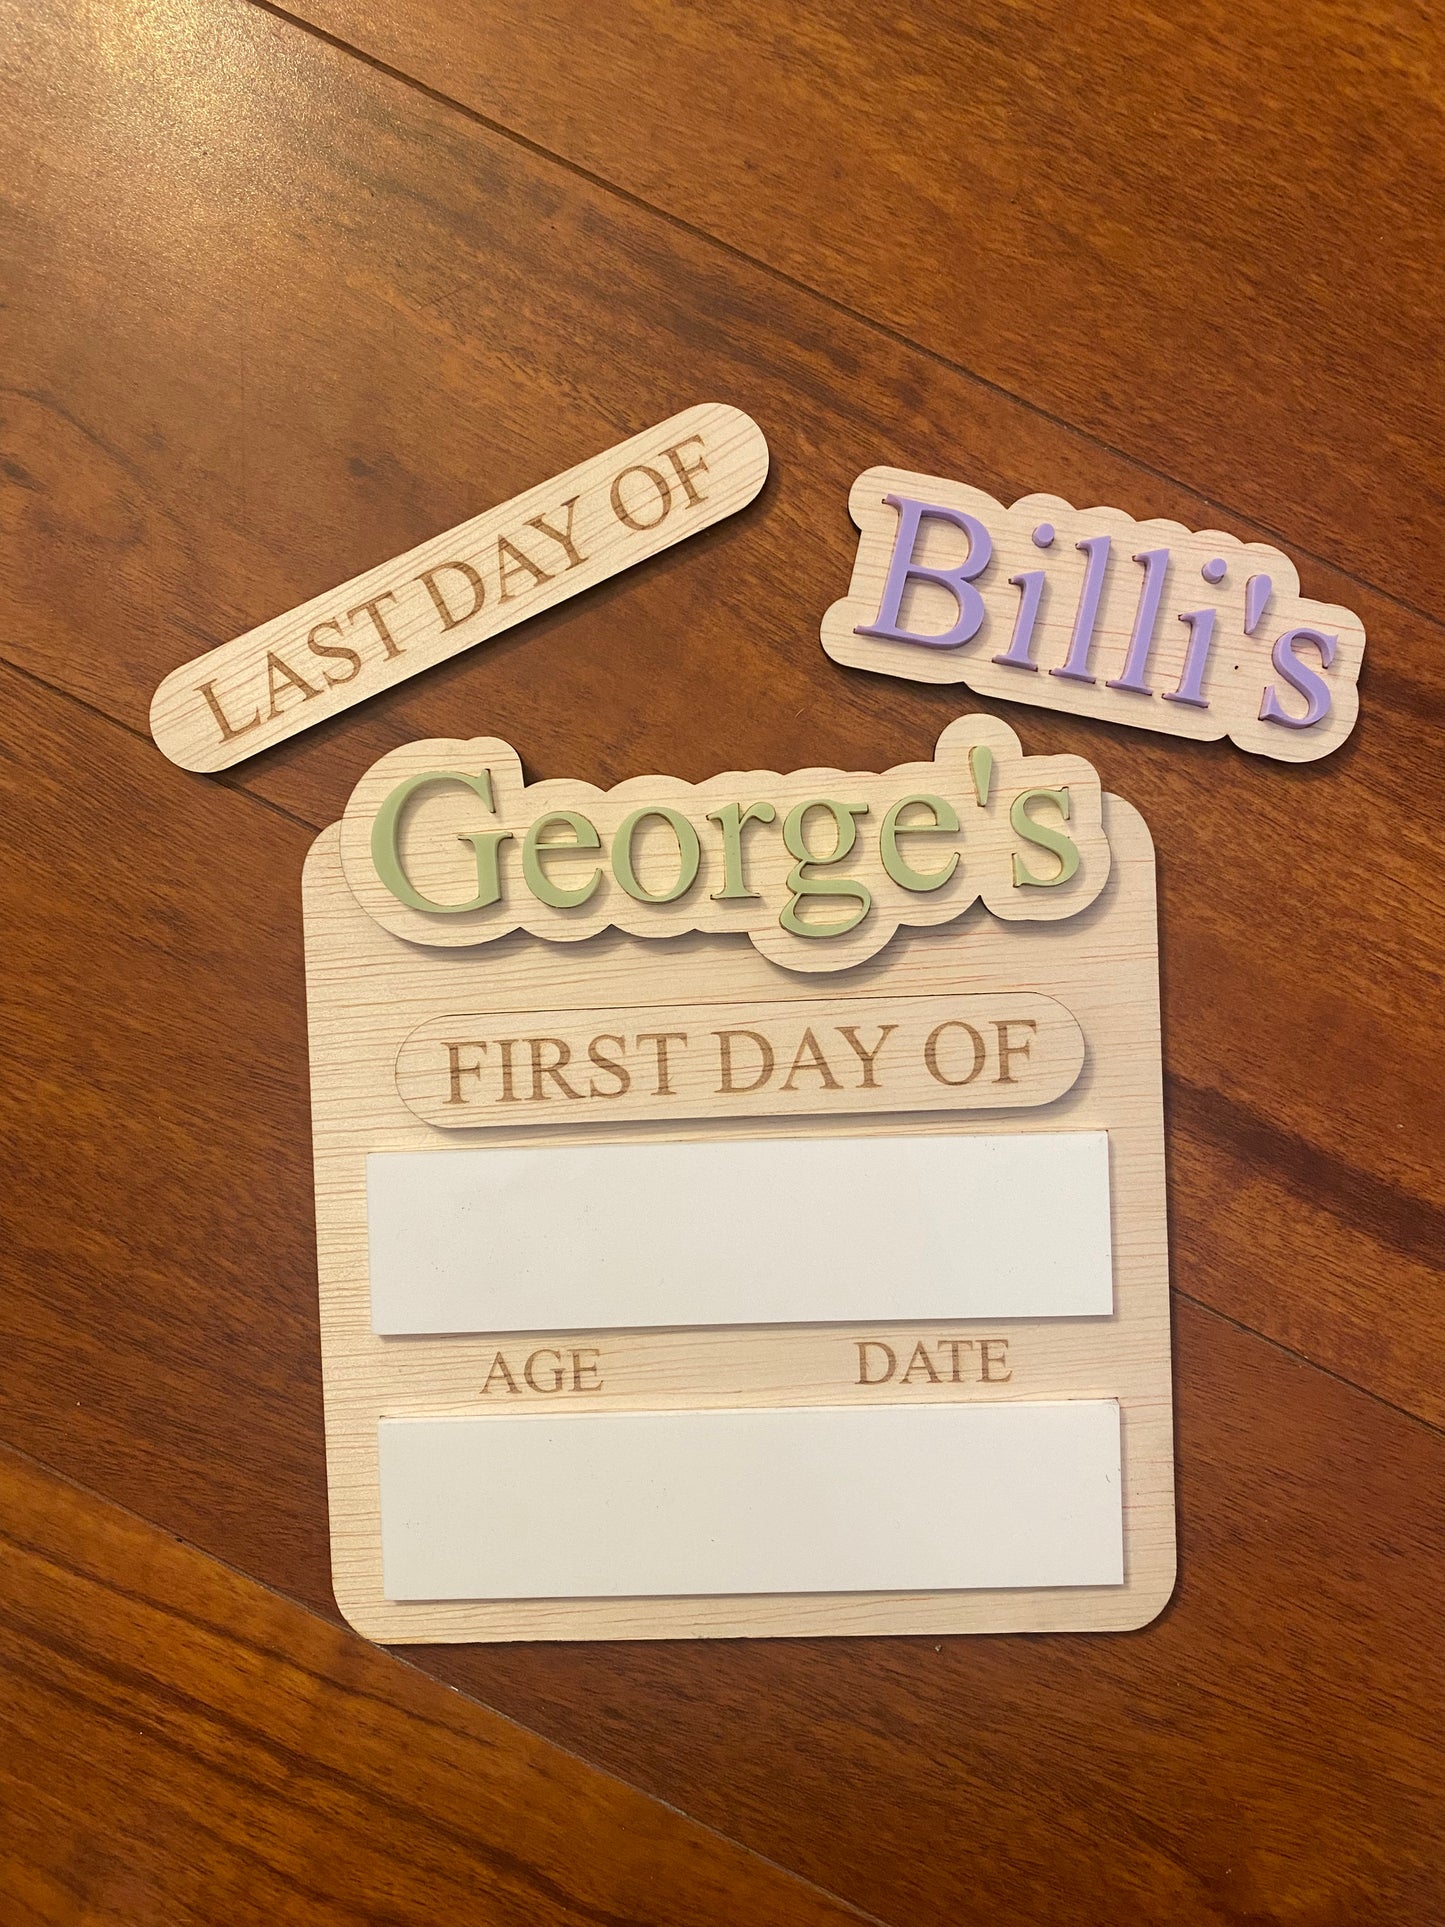 LAST DAY OF
Billi's
George's
FIRST DAY OF
AGE DATE